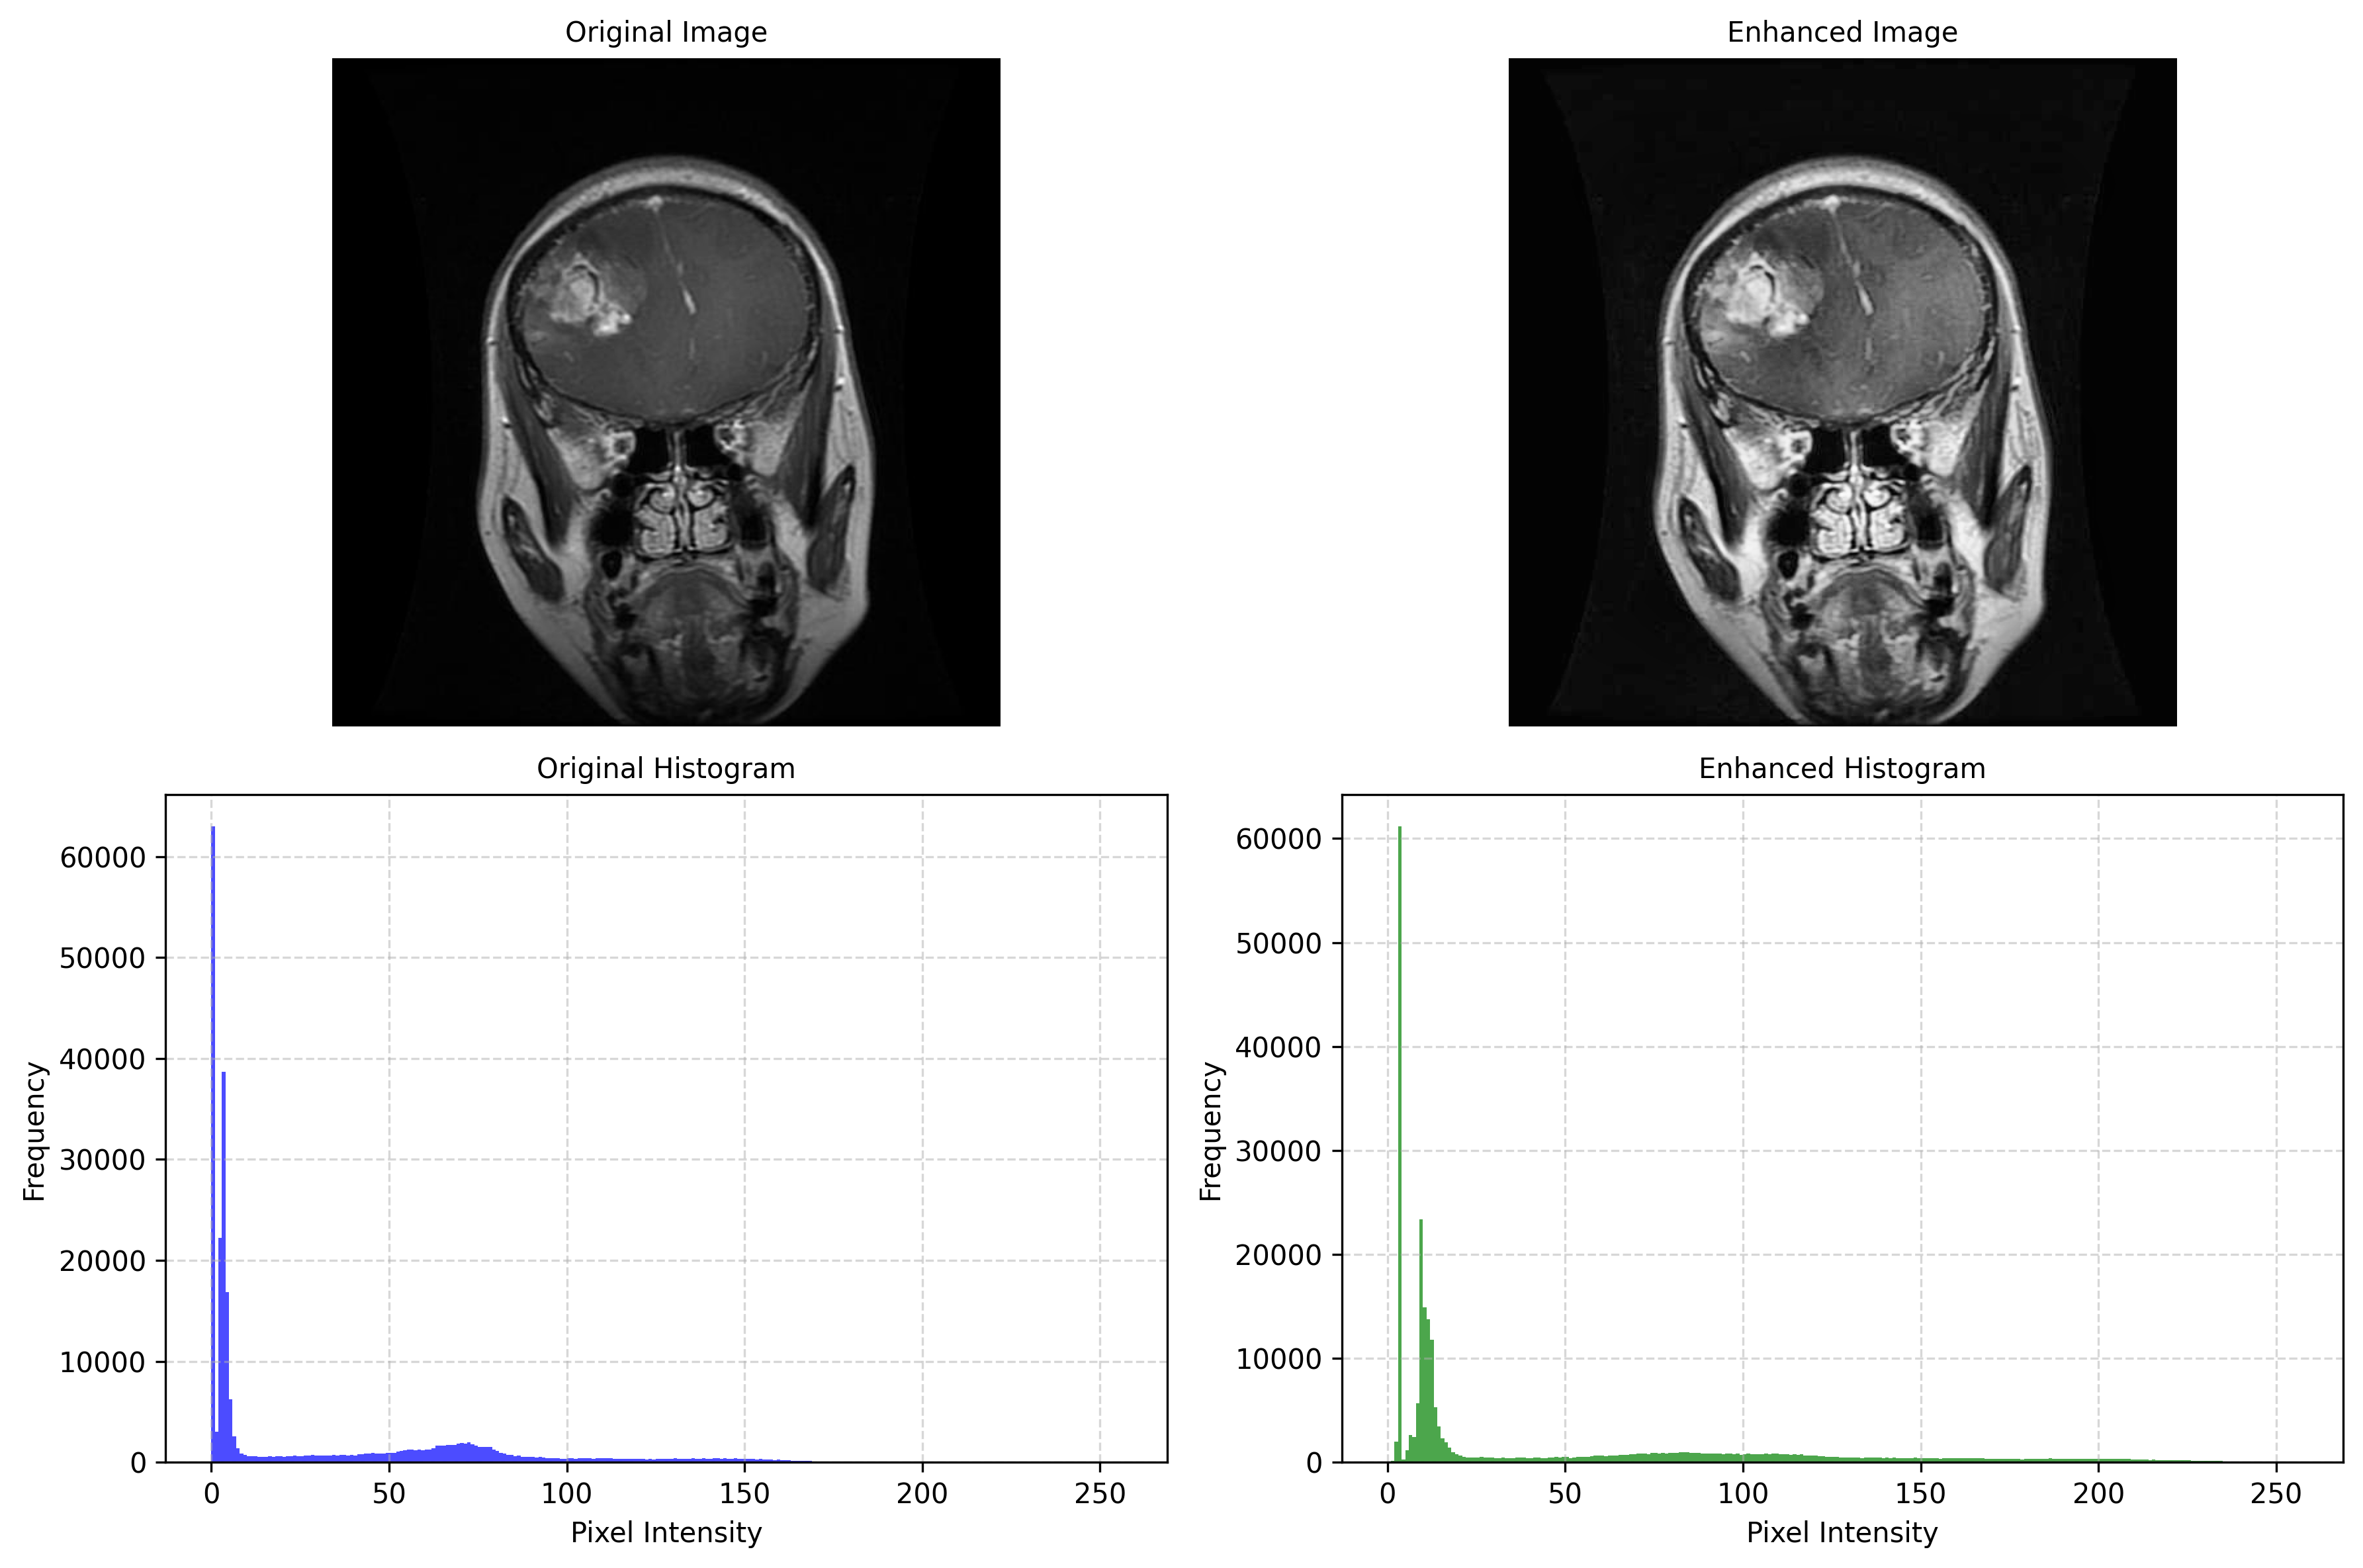 Original Image
Enhanced Image
Original Histogram
Enhanced Histogram
Frequency
60000
50000
40000
30000
20000
10000
0
0 50 100 150 200 250
Pixel Intensity
Frequency
60000
50000
40000
30000
20000
10000
0
0 50 100 150 200 250
Pixel Intensity